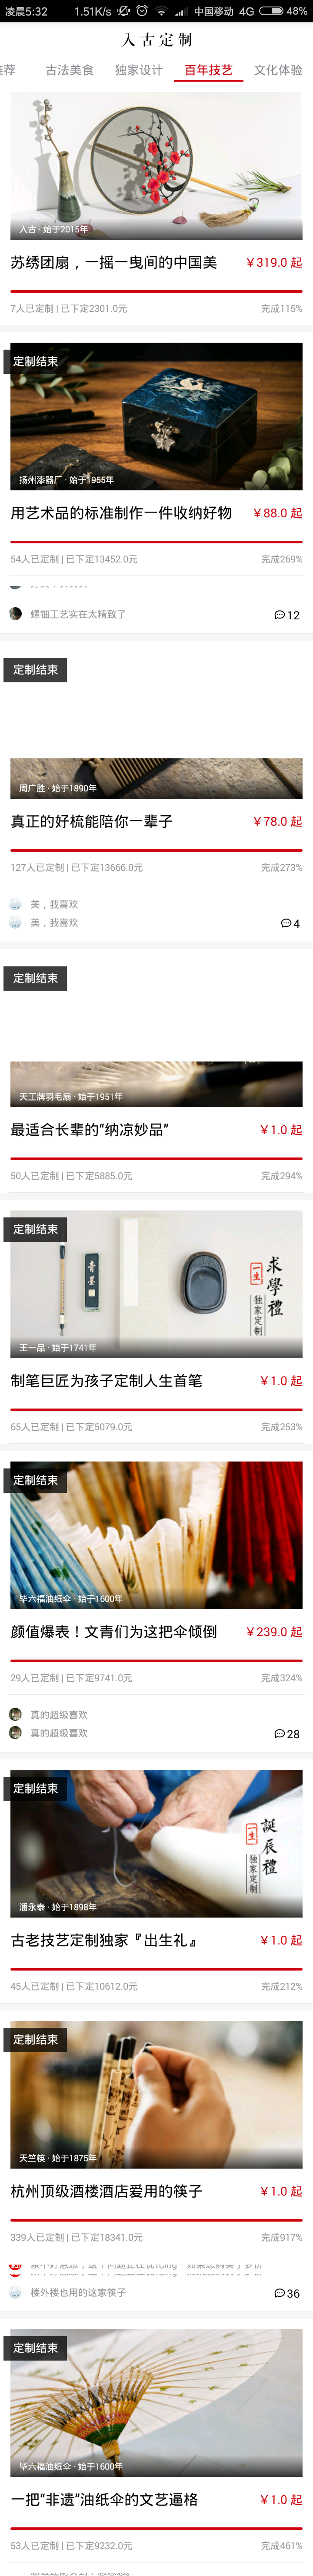 凌晨5:32 1.51K/s 中国移动 4G 48%
入古定制
推荐 古法美食 独家设计 百年技艺 文化体验
入古 · 始于2015年
苏绣团扇，一摇一曳间的中国美 ￥319.0 起
7人已定制 | 已下定2301.0元 完成115%
定制结束
扬州漆器厂 · 始于1955年
用艺术品的标准制作一件收纳好物 ￥88.0 起
54人已定制 | 已下定13452.0元 完成269%
螺钿工艺实在太精致了 12
定制结束
周广胜 · 始于1890年
真正的好梳能陪你一辈子 ￥78.0 起
127人已定制 | 已下定13666.0元 完成273%
美，我喜欢
美，我喜欢 4
定制结束
天工牌羽毛扇 · 始于1951年
最适合长辈的“纳凉妙品” ￥1.0 起
50人已定制 | 已下定5885.0元 完成294%
定制结束
青墨
求學禮
一生
独家定制
王一品 · 始于1741年
制笔巨匠为孩子定制人生首笔 ￥1.0 起
65人已定制 | 已下定5079.0元 完成253%
定制结束
毕六福油纸伞 · 始于1600年
颜值爆表！文青们为这把伞倾倒 ￥239.0 起
29人已定制 | 已下定9741.0元 完成324%
真的超级喜欢
真的超级喜欢 28
定制结束
誕辰禮
一生
独家定制
潘永泰 · 始于1898年
古老技艺定制独家『出生礼』 ￥1.0 起
45人已定制 | 已下定10612.0元 完成212%
定制结束
天竺筷 · 始于1875年
杭州顶级酒楼酒店爱用的筷子 ￥1.0 起
339人已定制 | 已下定18341.0元 完成917%
楼外楼也用的这家筷子 36
定制结束
毕六福油纸伞 · 始于1600年
一把“非遗”油纸伞的文艺逼格 ￥1.0 起
53人已定制 | 已下定9232.0元 完成461%